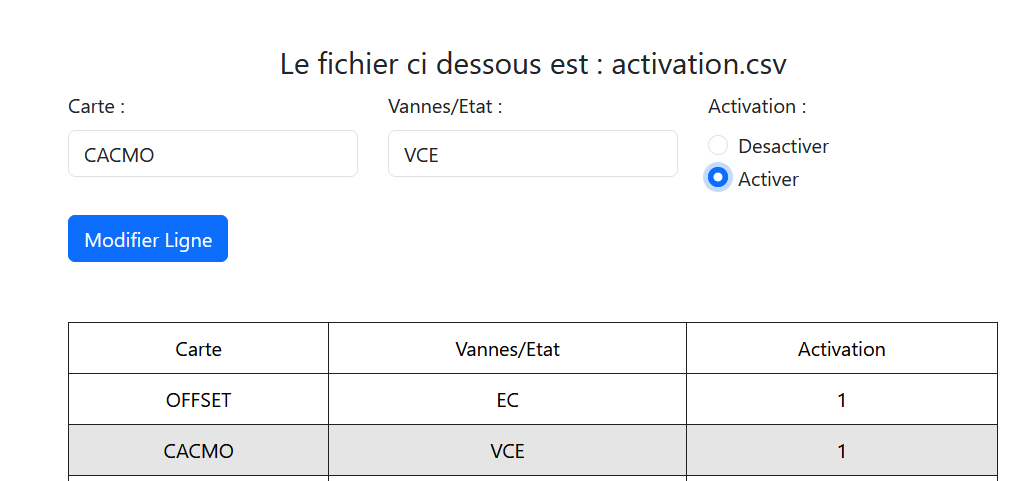 Le fichier ci dessous est : activation.csv
Carte : Vannes/Etat : Activation :
CACMO VCE Desactiver
Activer
Modifier Ligne
Carte Vannes/Etat Activation
OFFSET EC 1
CACMO VCE 1